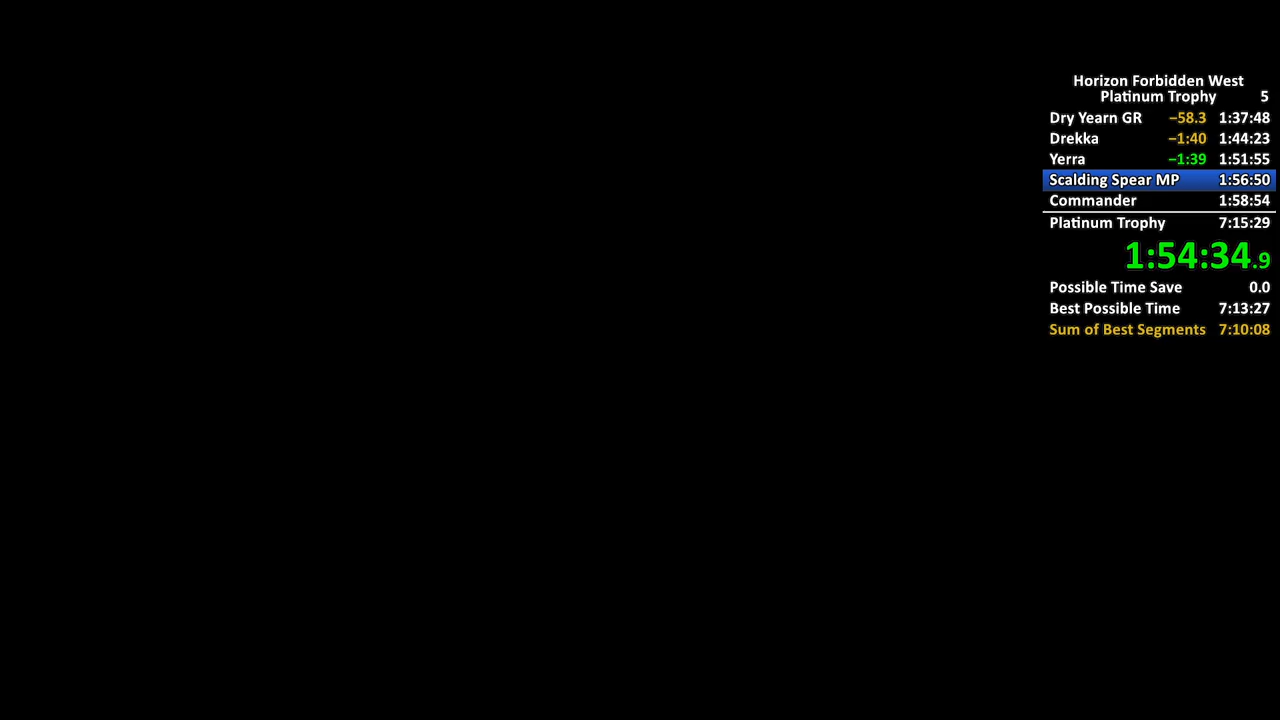 Horizon Forbidden West
Platinum Trophy 5
Dry Yearn GR −58.3 1:37:48
Drekka −1:40 1:44:23
Yerra −1:39 1:51:55
Scalding Spear MP 1:56:50
Commander 1:58:54
Platinum Trophy 7:15:29
1:54:34.9
Possible Time Save 0.0
Best Possible Time 7:13:27
Sum of Best Segments 7:10:08